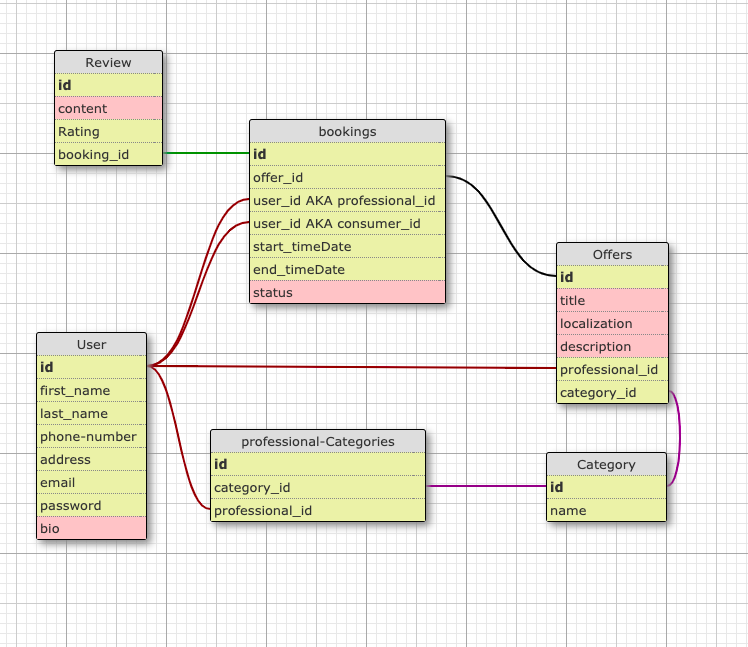 Review
id
content
Rating
booking_id
bookings
id
offer_id
user_id AKA professional_id
user_id AKA consumer_id
start_timeDate
end_timeDate
status
Offers
id
title
localization
description
professional_id
category_id
User
id
first_name
last_name
phone-number
address
email
password
bio
professional-Categories
id
category_id
professional_id
Category
id
name